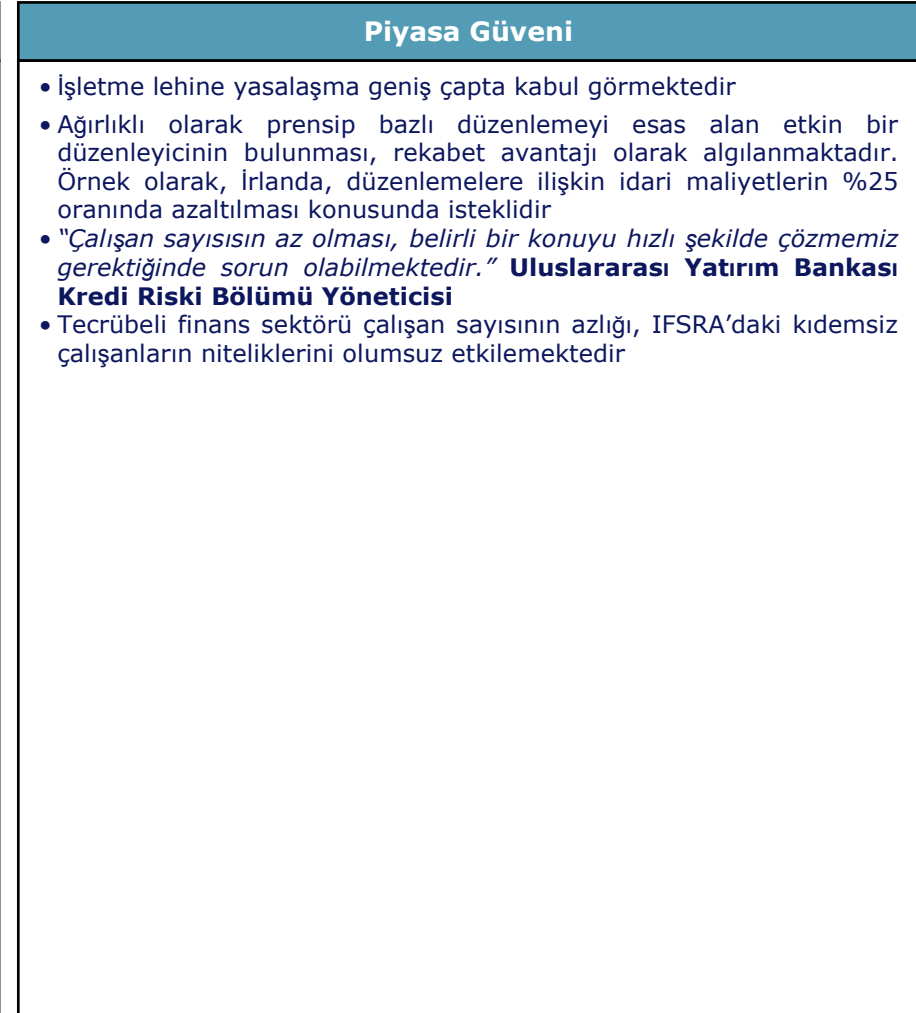 Piyasa Güveni
• İşletme lehine yasalaşma geniş çapta kabul görmektedir
• Ağırlıklı olarak prensip bazlı düzenlemeyi esas alan etkin bir
düzenleyicinin bulunması, rekabet avantajı olarak algılanmaktadır.
Örnek olarak, İrlanda, düzenlemelere ilişkin idari maliyetlerin %25
oranında azaltılması konusunda isteklidir
• “Çalışan sayısısın az olması, belirli bir konuyu hızlı şekilde çözmemiz
gerektiğinde sorun olabilmektedir.” Uluslararası Yatırım Bankası
Kredi Riski Bölümü Yöneticisi
• Tecrübeli finans sektörü çalışan sayısının azlığı, IFSRA’daki kıdemsiz
çalışanların niteliklerini olumsuz etkilemektedir